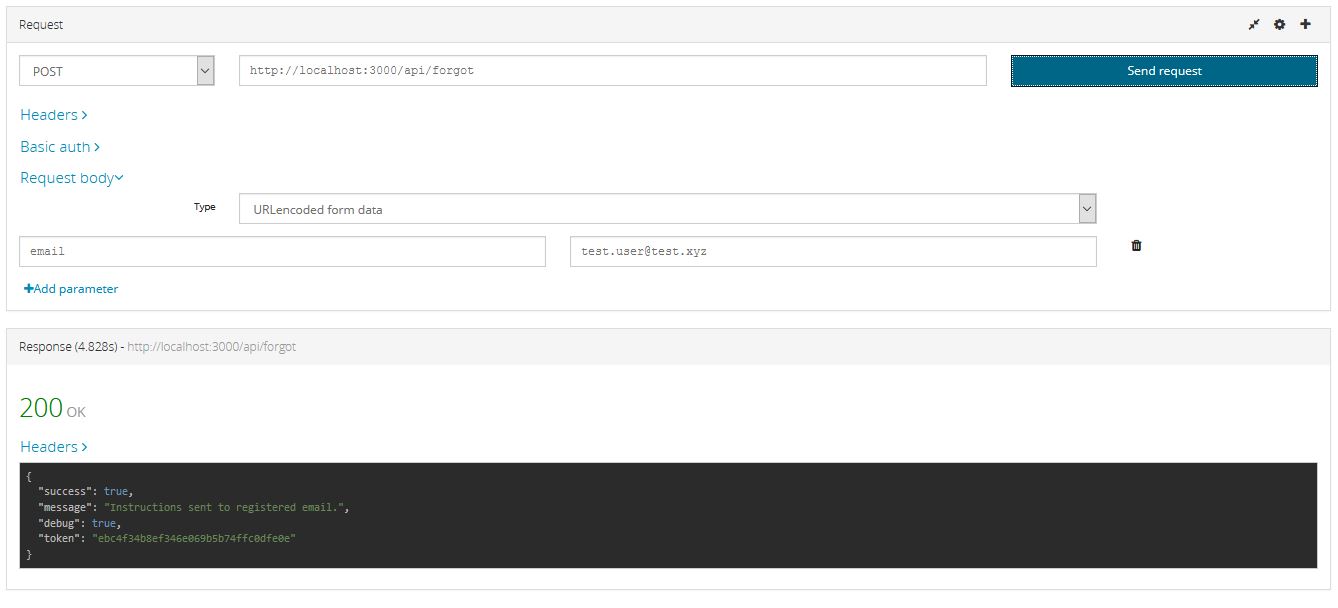 Request
POST
http://localhost:3000/api/forgot
Send request
Headers
Basic auth
Request body
Type
URLencoded form data
email
test.user@test.xyz
Add parameter
Response (4.828s) - http://localhost:3000/api/forgot
200 OK
Headers
{
"success": true,
"message": "Instructions sent to registered email.",
"debug": true,
"token": "ebc4f34b8ef346e069b5b74ffc0dfe0e"
}